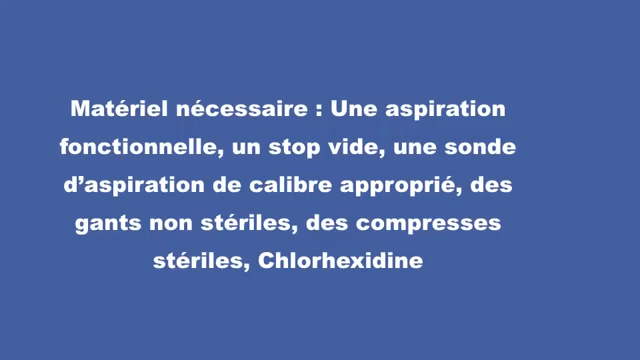 Matériel nécessaire : Une aspiration
fonctionnelle, un stop vide, une sonde
d’aspiration de calibre approprié, des
gants non stériles, des compresses
stériles, Chlorhexidine